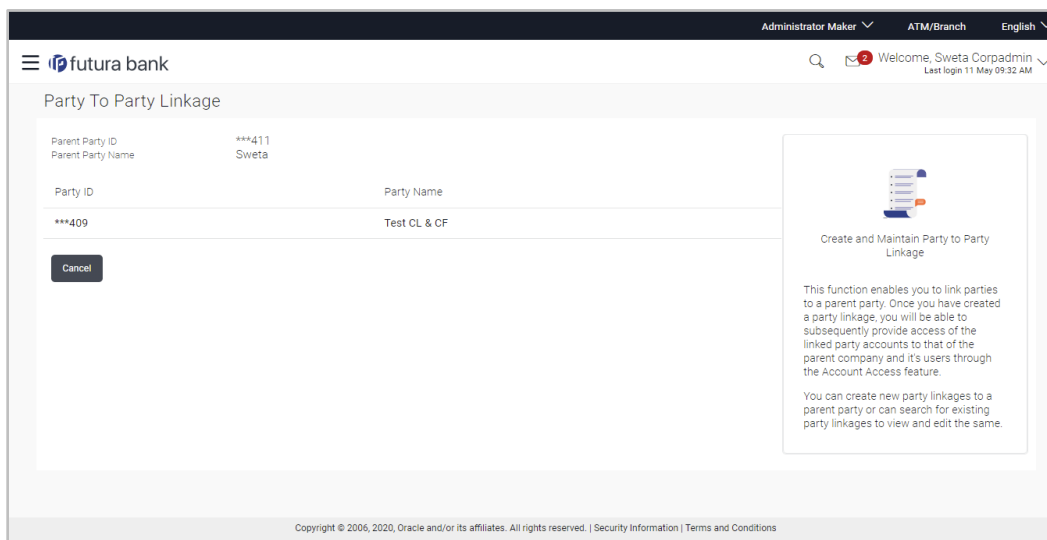 Administrator Maker ATM/Branch English
futura bank
2 Welcome, Sweta Corpadmin
Last login 11 May 09:32 AM
Party To Party Linkage
Parent Party ID ***411
Parent Party Name Sweta
Party ID Party Name
***409 Test CL & CF
Cancel
Create and Maintain Party to Party
Linkage
This function enables you to link parties
to a parent party. Once you have created
a party linkage, you will be able to
subsequently provide access of the
linked party accounts to that of the
parent company and it's users through
the Account Access feature.
You can create new party linkages to a
parent party or can search for existing
party linkages to view and edit the same.
Copyright © 2006, 2020, Oracle and/or its affiliates. All rights reserved. | Security Information | Terms and Conditions